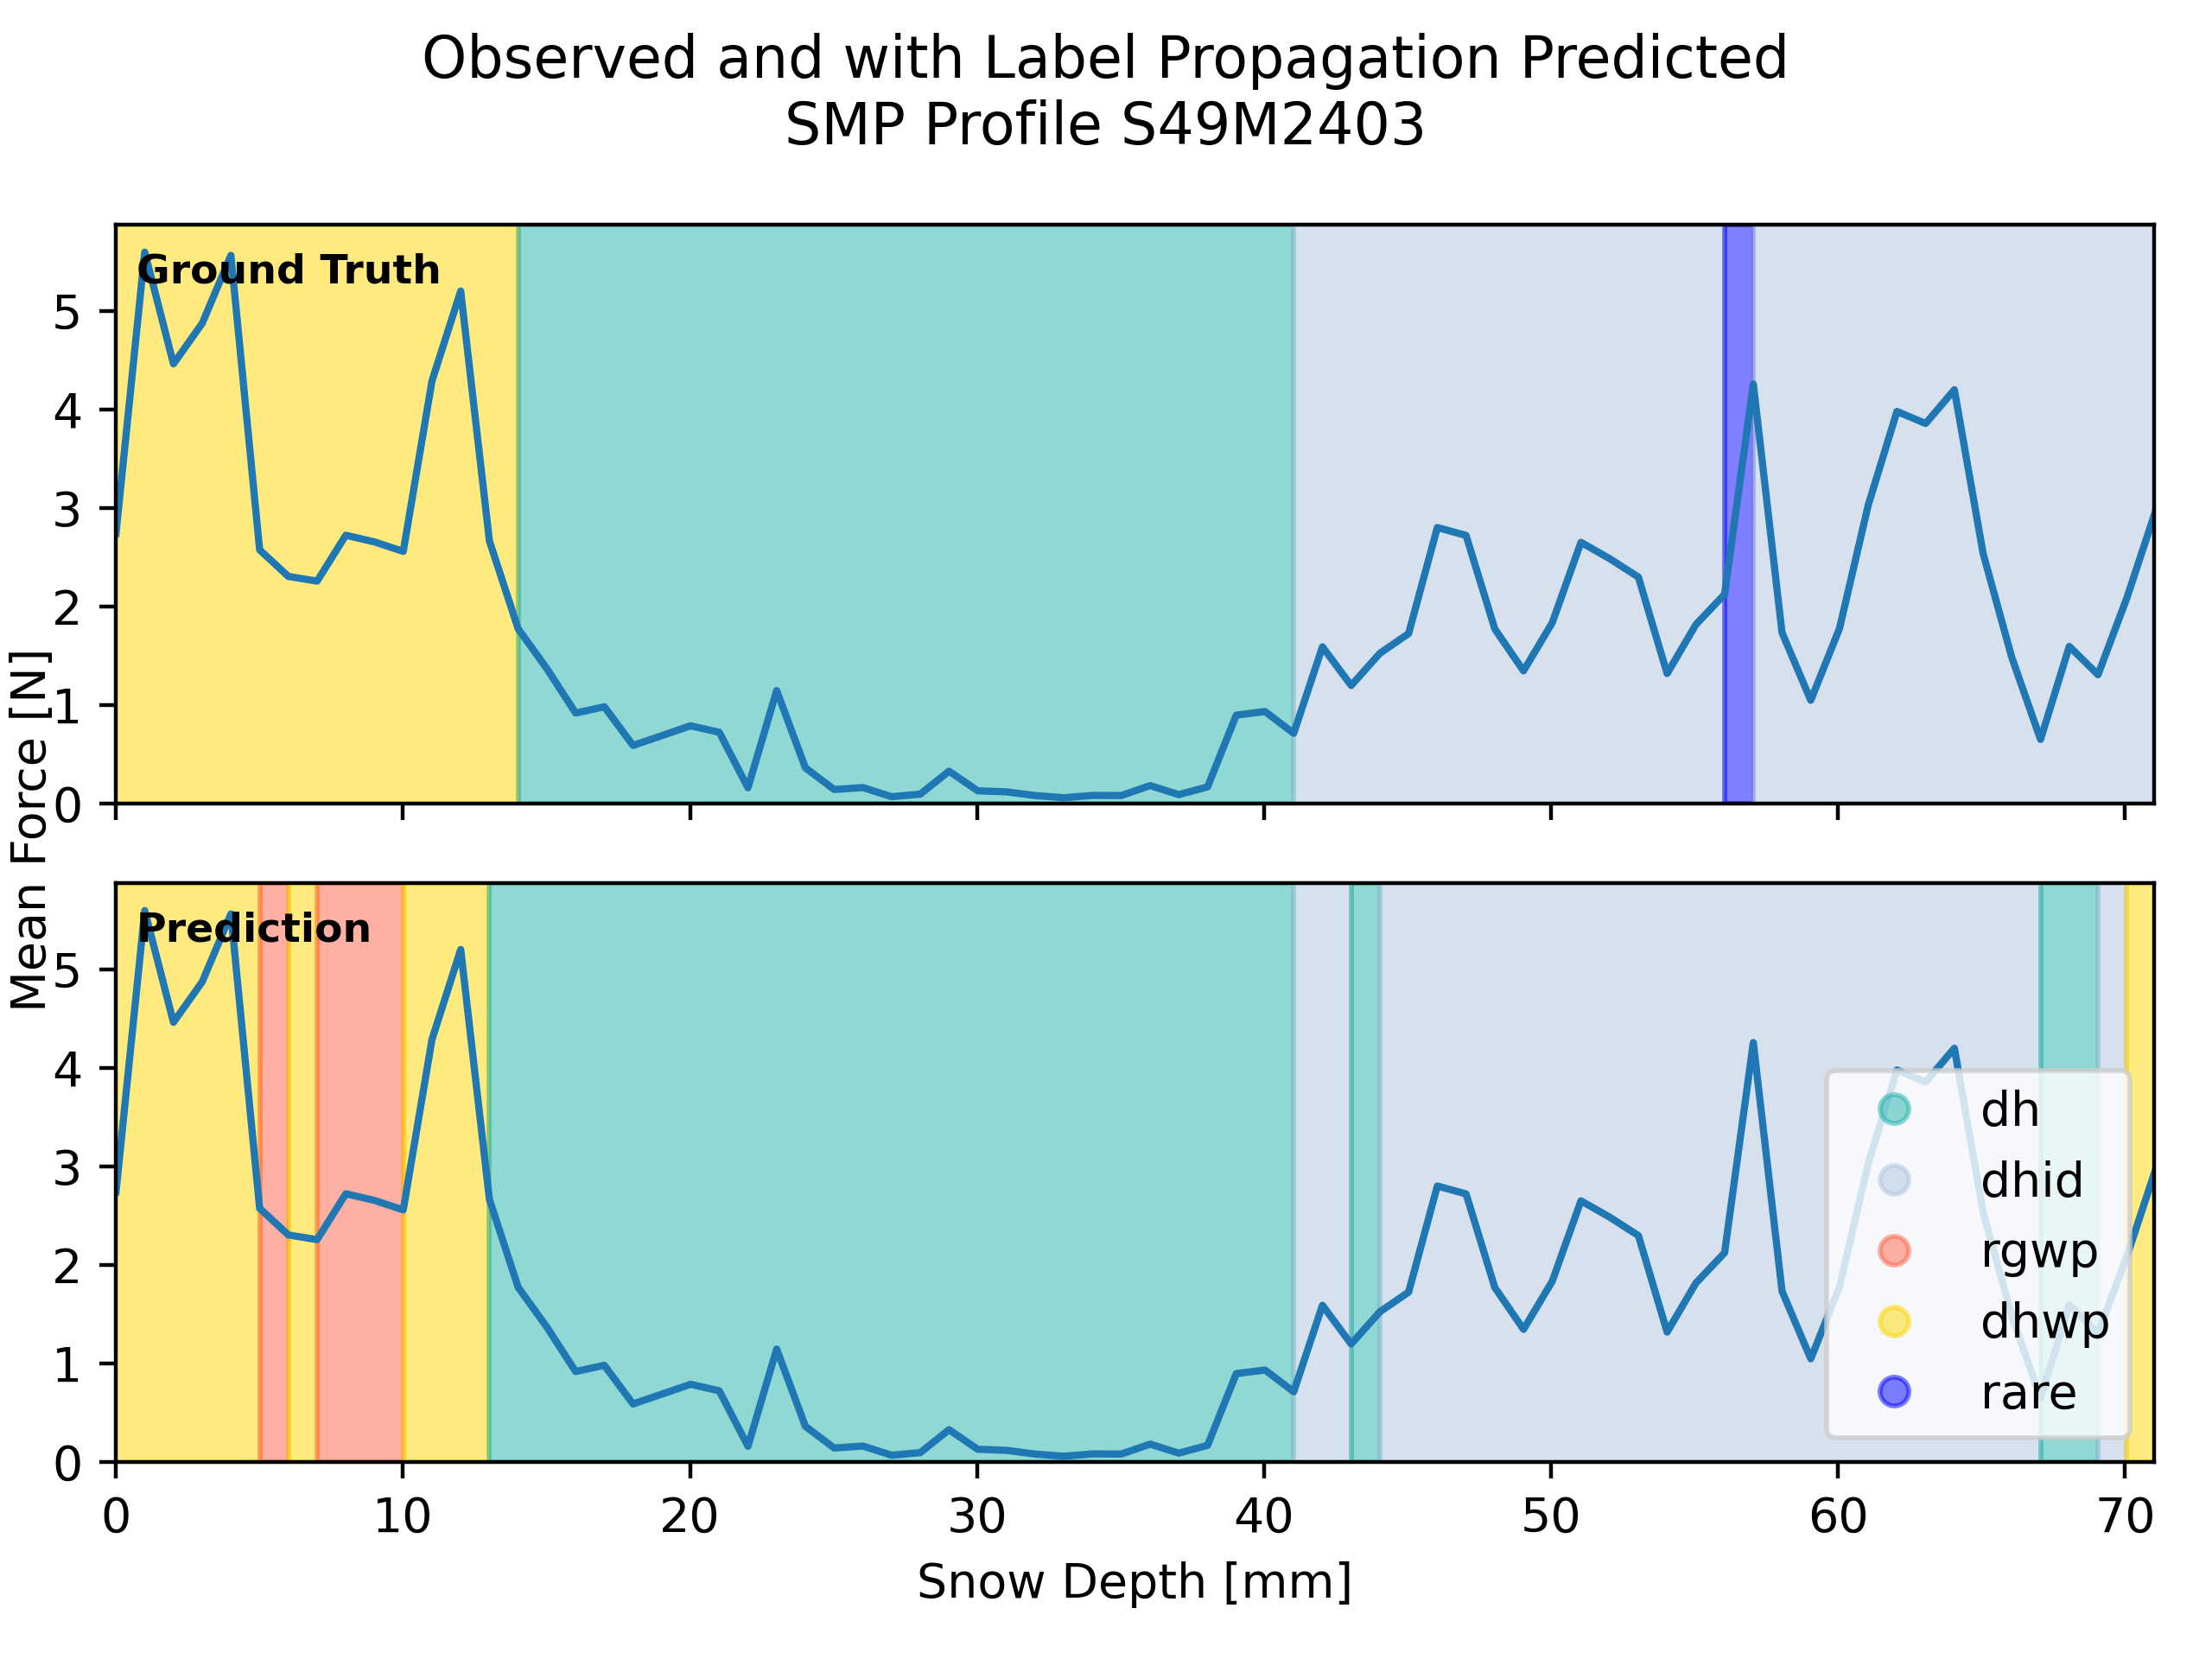 Observed and with Label Propagation Predicted
SMP Profile S49M2403
Ground Truth
5
4
3
2
1
0
Mean Force [N]
Prediction
5
4
3
2
1
0
dh
dhid
rgwp
dhwp
rare
0 10 20 30 40 50 60 70
Snow Depth [mm]